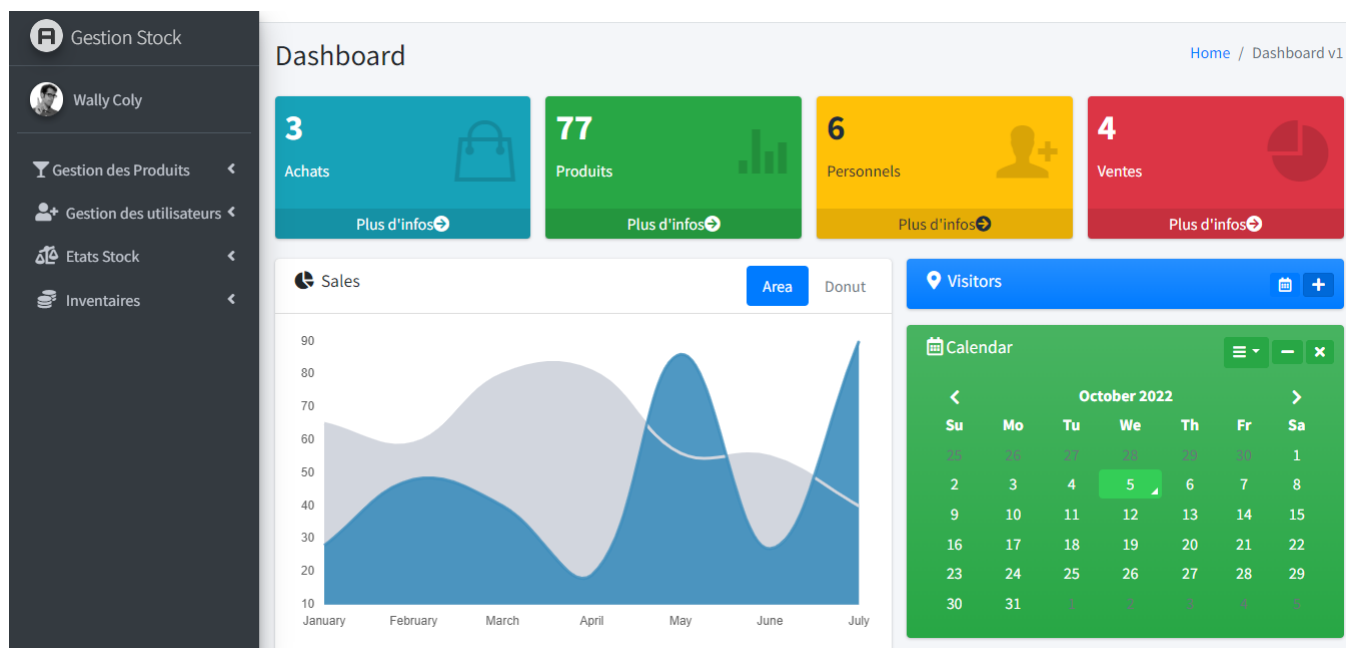 Gestion Stock
Wally Coly
Gestion des Produits
Gestion des utilisateurs
Etats Stock
Inventaires
Dashboard
Home / Dashboard v1
3
Achats
Plus d'infos
77
Produits
Plus d'infos
6
Personnels
Plus d'infos
4
Ventes
Plus d'infos
Sales
Area Donut
90
80
70
60
50
40
30
20
10
January February March April May June July
Visitors
Calendar
October 2022
Su Mo Tu We Th Fr Sa
25 26 27 28 29 30 1
2 3 4 5 6 7 8
9 10 11 12 13 14 15
16 17 18 19 20 21 22
23 24 25 26 27 28 29
30 31 1 2 3 4 5